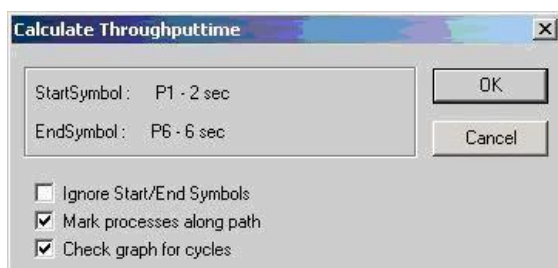 Calculate Throughputtime
StartSymbol : P1 - 2 sec
EndSymbol : P6 - 6 sec
OK
Cancel
Ignore Start/End Symbols
Mark processes along path
Check graph for cycles